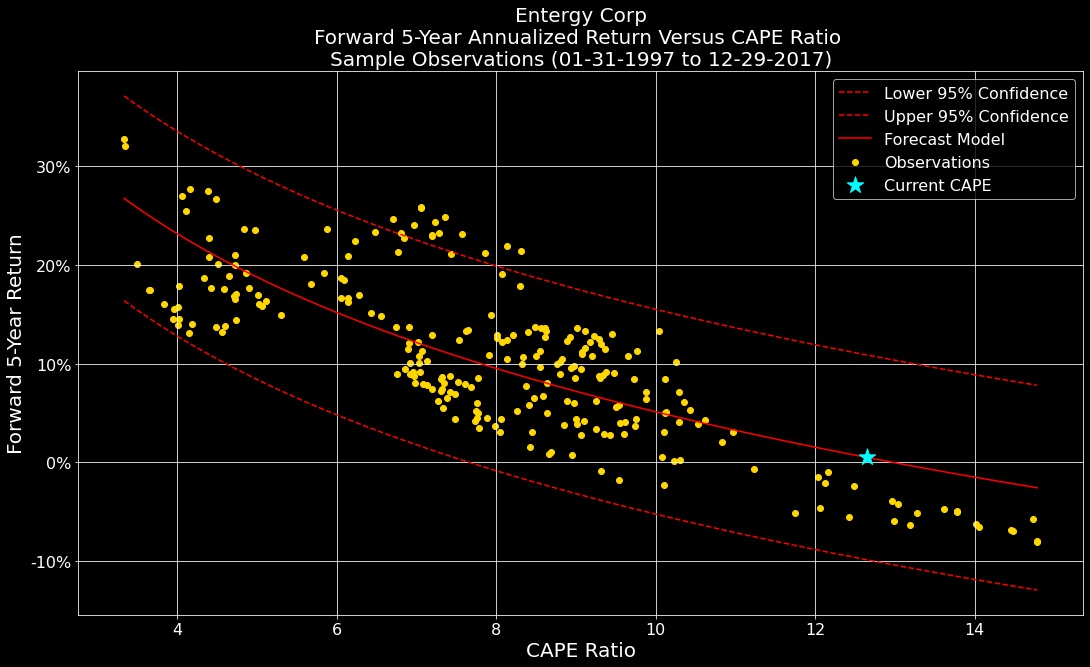 Entergy Corp
Forward 5-Year Annualized Return Versus CAPE Ratio
Sample Observations (01-31-1997 to 12-29-2017)
Lower 95% Confidence
Upper 95% Confidence
Forecast Model
Observations
Current CAPE
Forward 5-Year Return
30%
20%
10%
0%
-10%
4
6
8
10
12
14
CAPE Ratio